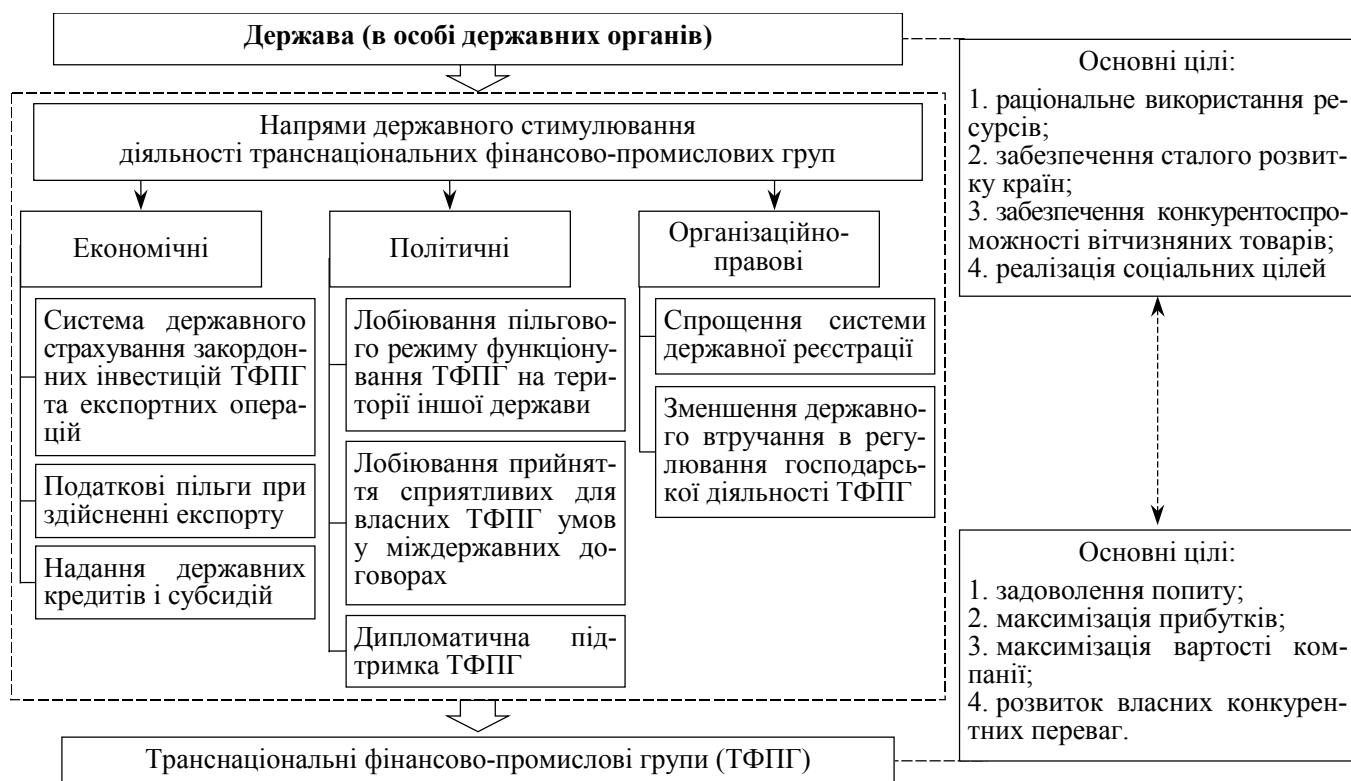 Держава (в особі державних органів)
Напрями державного стимулювання
діяльності транснаціональних фінансово-промислових груп
Економічні
Система державного
страхування закордон-
них інвестицій ТФПГ
та експортних опера-
цій
Податкові пільги при
здійсненні експорту
Надання державних
кредитів і субсидій
Політичні
Лобіювання пільгово-
го режиму функціону-
вання ТФПГ на тери-
торії іншої держави
Лобіювання прийнят-
тя сприятливих для
власних ТФПГ умов
у міждержавних до-
говорах
Дипломатична під-
тримка ТФПГ
Організаційно-
правові
Спрощення системи
державної реєстрації
Зменшення державно-
го втручання в регу-
лювання господарсь-
кої діяльності ТФПГ
Транснаціональні фінансово-промислові групи (ТФПГ)
Основні цілі:
1. раціональне використання ре-
сурсів;
2. забезпечення сталого розвит-
ку країн;
3. забезпечення конкурентоспро-
можності вітчизняних товарів;
4. реалізація соціальних цілей
Основні цілі:
1. задоволення попиту;
2. максимізація прибутків;
3. максимізація вартості ком-
панії;
4. розвиток власних конкурен-
тних переваг.